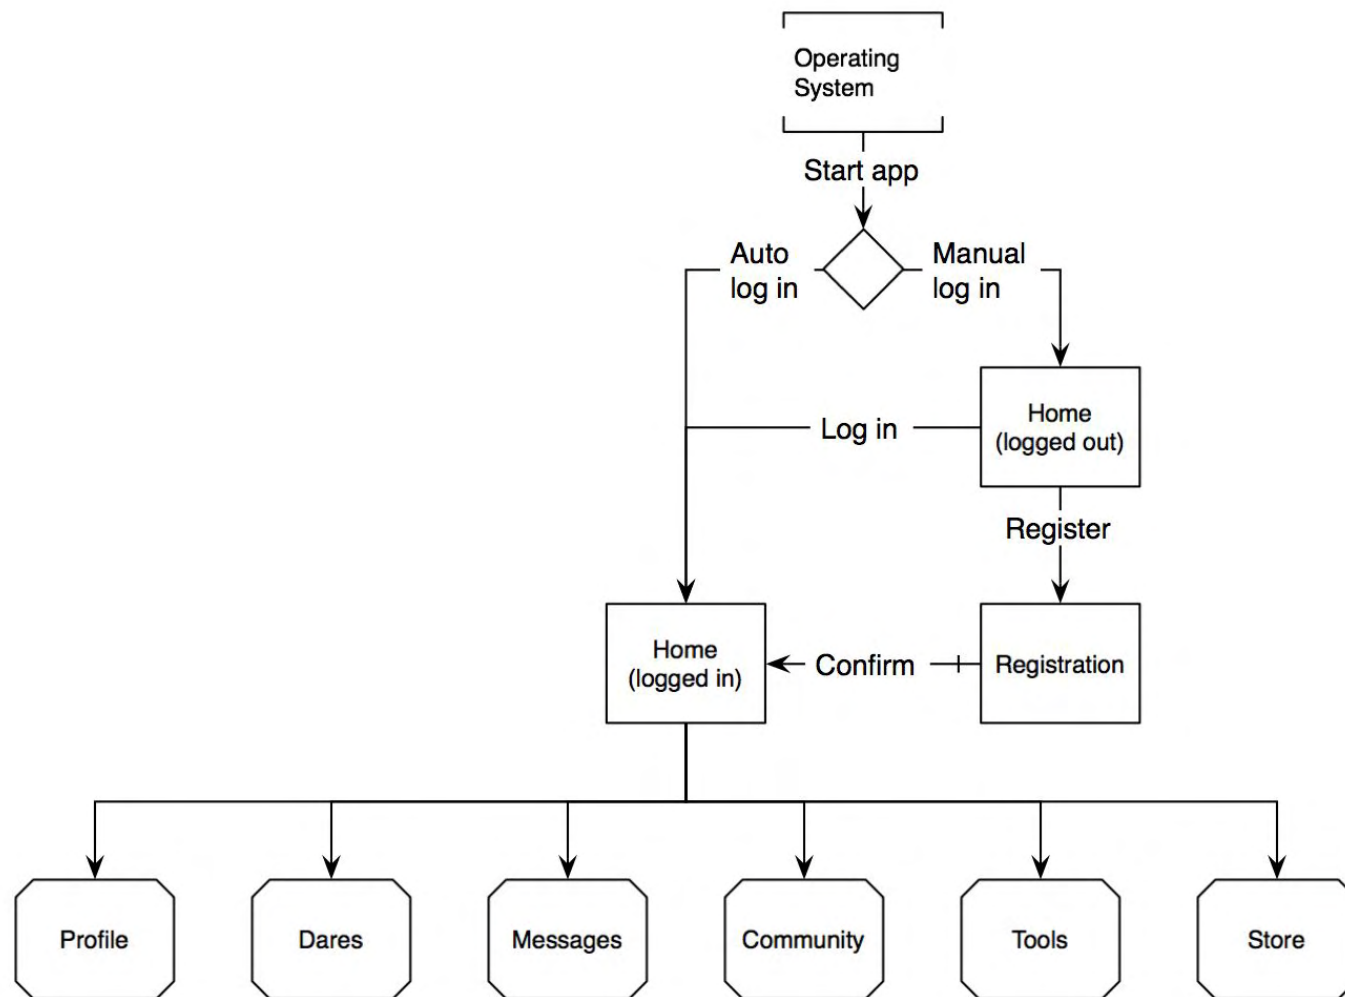 Operating
System
Start app
Auto
log in
Manual
log in
Home
(logged out)
Log in
Register
Home
(logged in)
Confirm
Registration
Profile
Dares
Messages
Community
Tools
Store